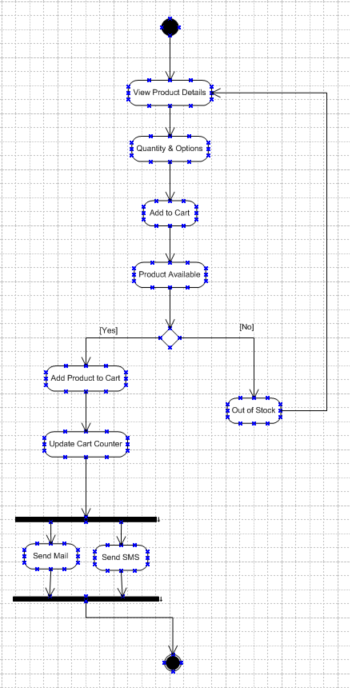 View Product Details
Quantity & Options
Add to Cart
Product Available
[Yes]
[No]
Add Product to Cart
Out of Stock
Update Cart Counter
Send Mail
Send SMS